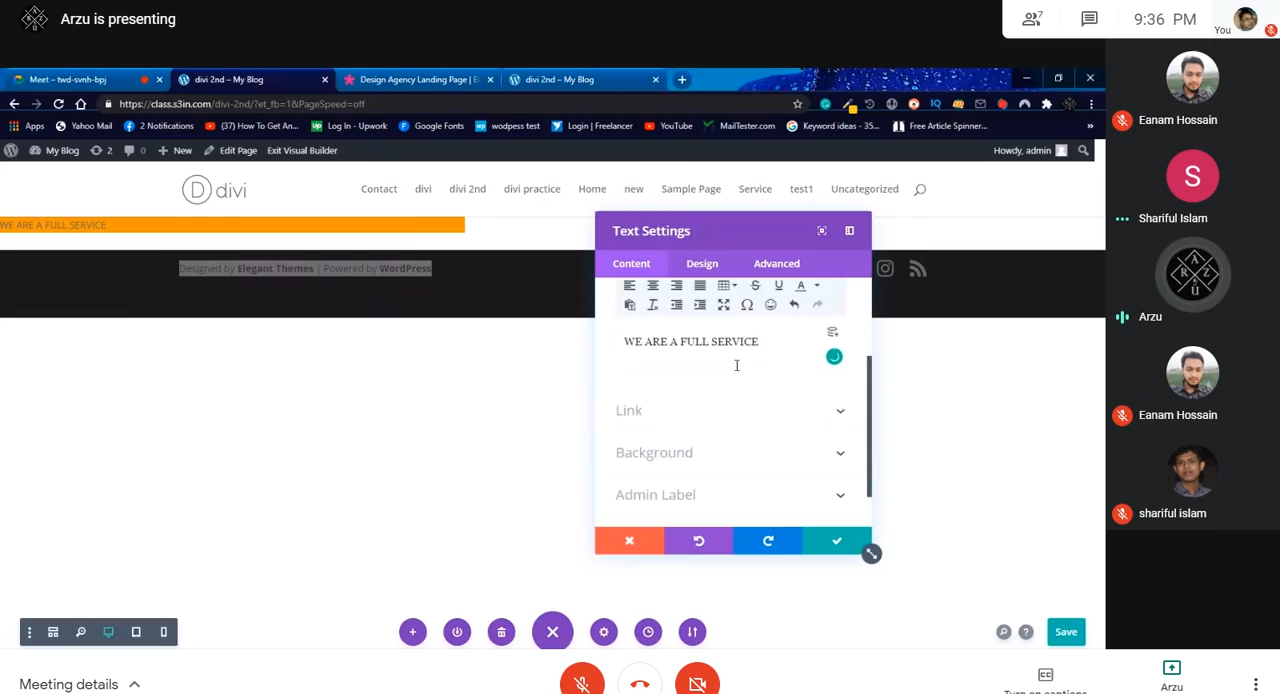 A
R Z
U
Arzu is presenting
7
9:36 PM
You
Meet – twd-svnh-bpj
divi 2nd – My Blog
Design Agency Landing Page | El
divi 2nd – My Blog
https://class.s3in.com/divi-2nd/?et_fb=1&PageSpeed=off
Apps
Yahoo Mail
2 Notifications
(37) How To Get An...
Log In - Upwork
Google Fonts
wodpess test
Login | Freelancer
YouTube
MailTester.com
Keyword ideas - 35...
Free Article Spinner...
»
My Blog
2
0
New
Edit Page
Exit Visual Builder
Howdy, admin
D divi
Contact
divi
divi 2nd
divi practice
Home
new
Sample Page
Service
test1
Uncategorized
WE ARE A FULL SERVICE
Designed by Elegant Themes | Powered by WordPress
Text Settings
Content
Design
Advanced
WE ARE A FULL SERVICE
Link
Background
Admin Label
Save
Eanam Hossain
S
Shariful Islam
A
R Z
U
Arzu
Eanam Hossain
shariful islam
Meeting details
Turn on captions
Arzu